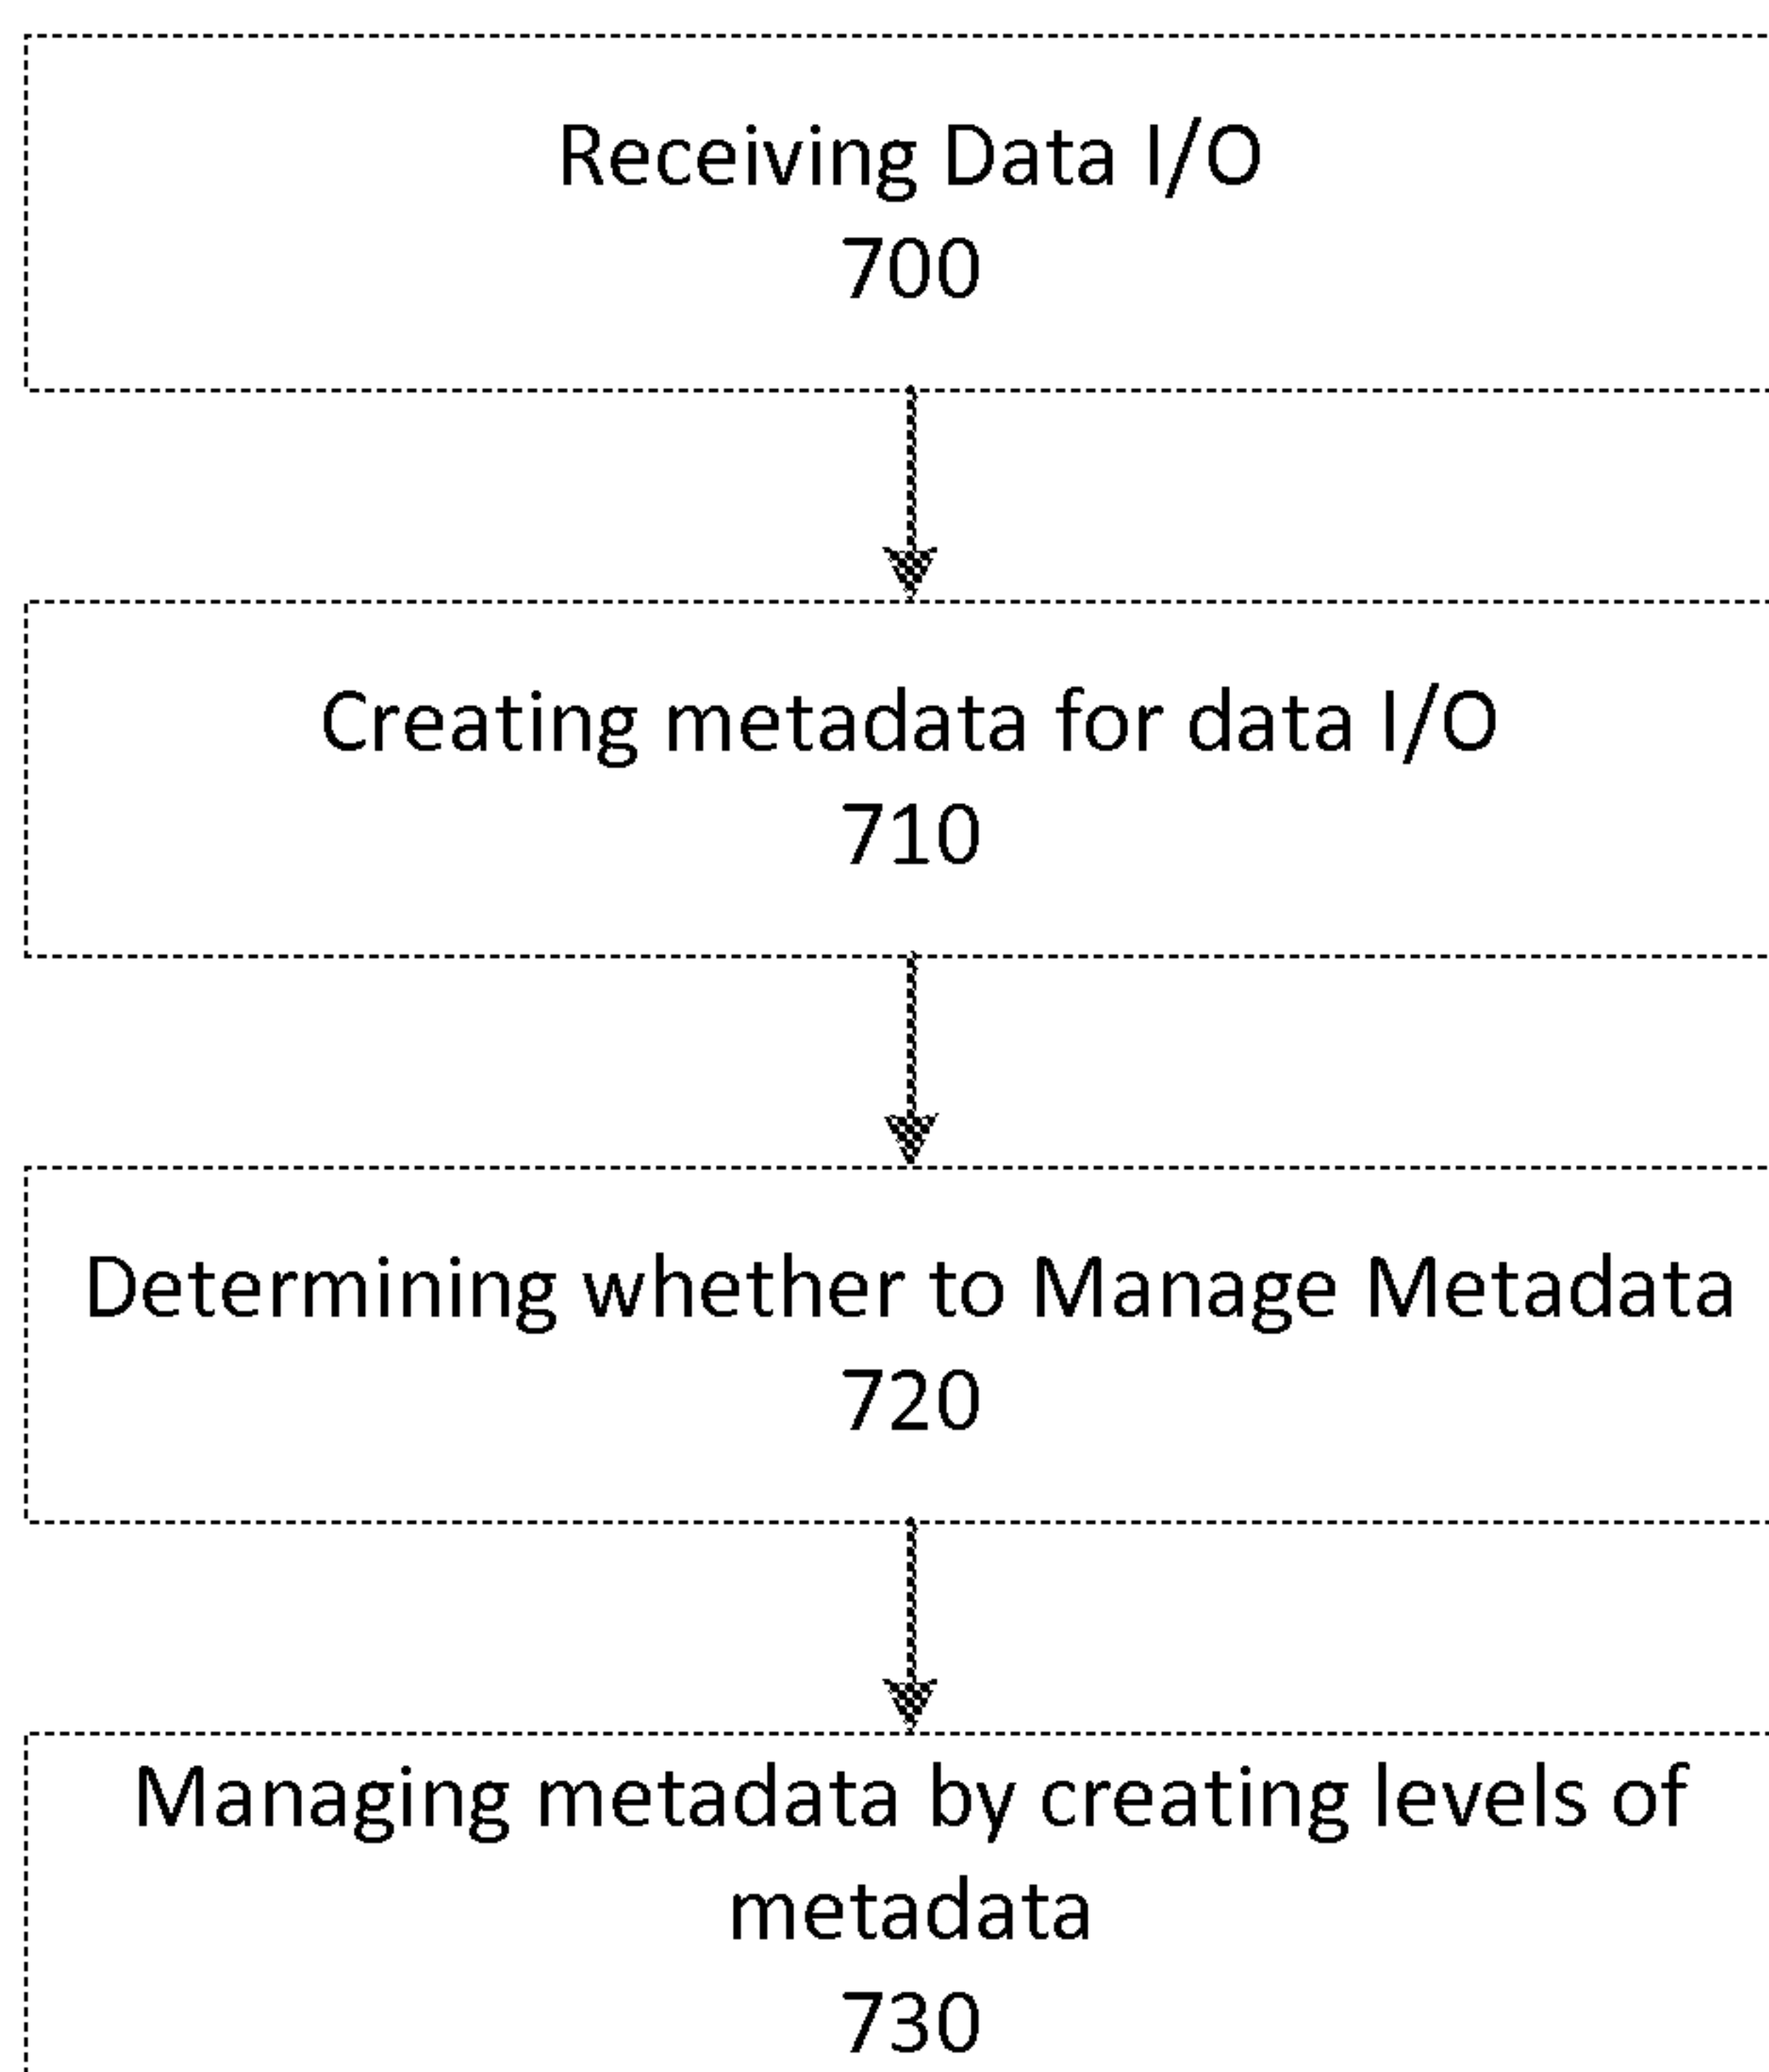 Receiving Data I/O
700
Creating metadata for data I/O
710
Determining whether to Manage Metadata
720
Managing metadata by creating levels of
metadata
730